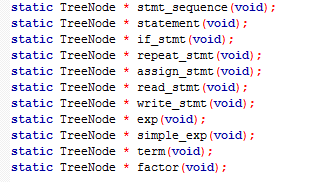 static TreeNode * stmt_sequence(void);
static TreeNode * statement(void);
static TreeNode * if_stmt(void);
static TreeNode * repeat_stmt(void);
static TreeNode * assign_stmt(void);
static TreeNode * read_stmt(void);
static TreeNode * write_stmt(void);
static TreeNode * exp(void);
static TreeNode * simple_exp(void);
static TreeNode * term(void);
static TreeNode * factor(void);